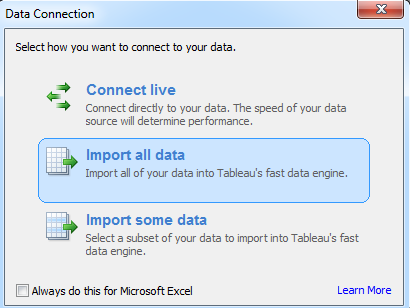 Data Connection
Select how you want to connect to your data.
Connect live
Connect directly to your data. The speed of your data
source will determine performance.
Import all data
Import all of your data into Tableau's fast data engine.
Import some data
Select a subset of your data to import into Tableau's fast
data engine.
Always do this for Microsoft Excel
Learn More